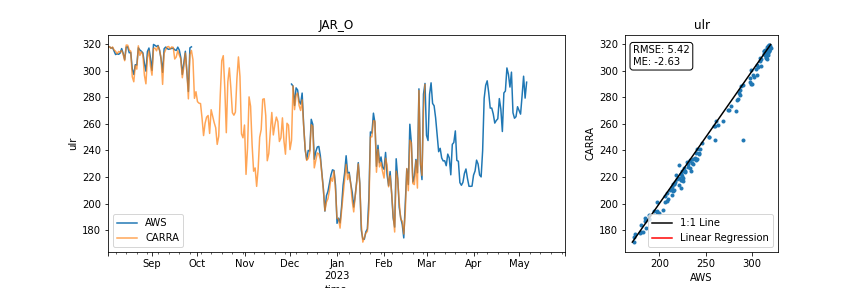 JAR_O
ulr
320
300
280
260
240
220
200
180
AWS
CARRA
Sep
Oct
Nov
Dec
Jan
2023
Feb
Mar
Apr
May
time
ulr
RMSE: 5.42
ME: -2.63
CARRA
320
300
280
260
240
220
200
180
1:1 Line
Linear Regression
200
250
300
AWS